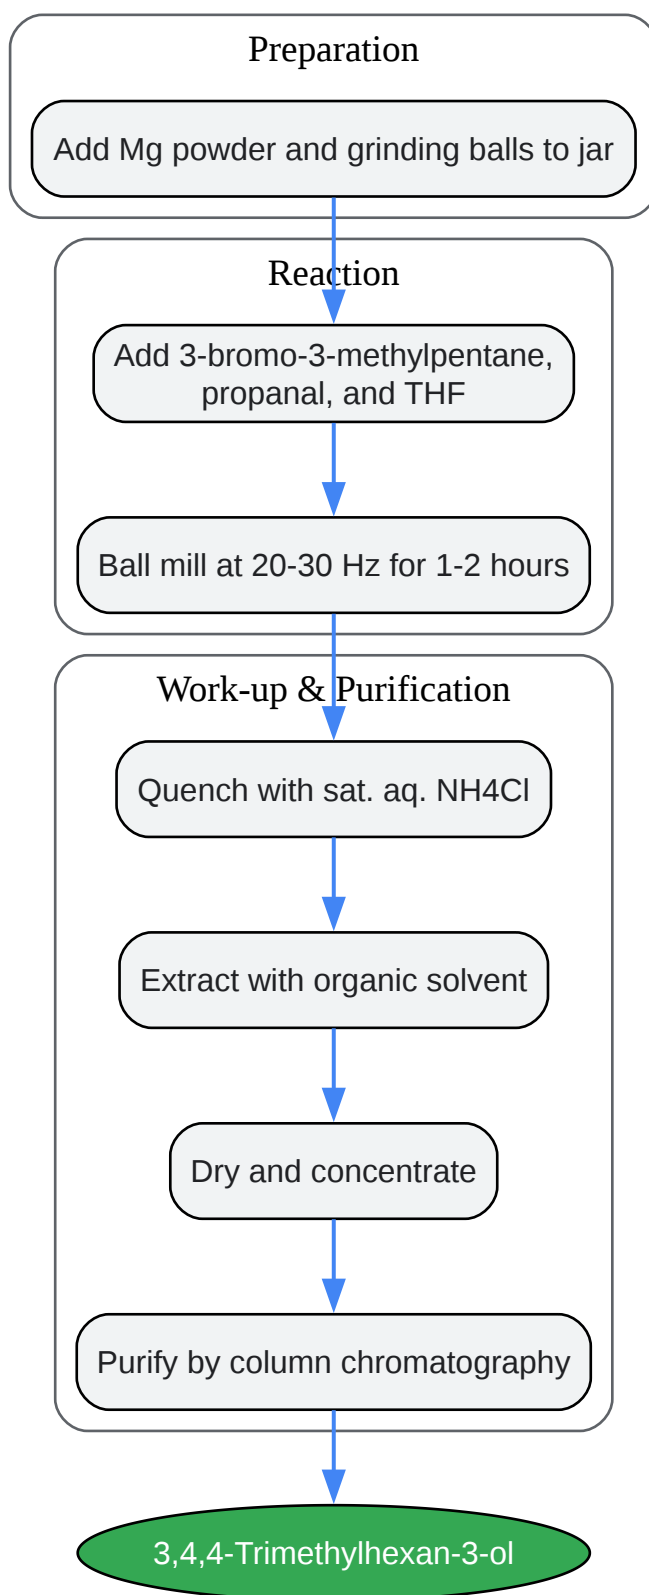 Preparation
Add Mg powder and grinding balls to jar
Reaction
Add 3-bromo-3-methylpentane,
propanal, and THF
Ball mill at 20-30 Hz for 1-2 hours
Work-up & Purification
Quench with sat. aq. NH4Cl
Extract with organic solvent
Dry and concentrate
Purify by column chromatography
3,4,4-Trimethylhexan-3-ol